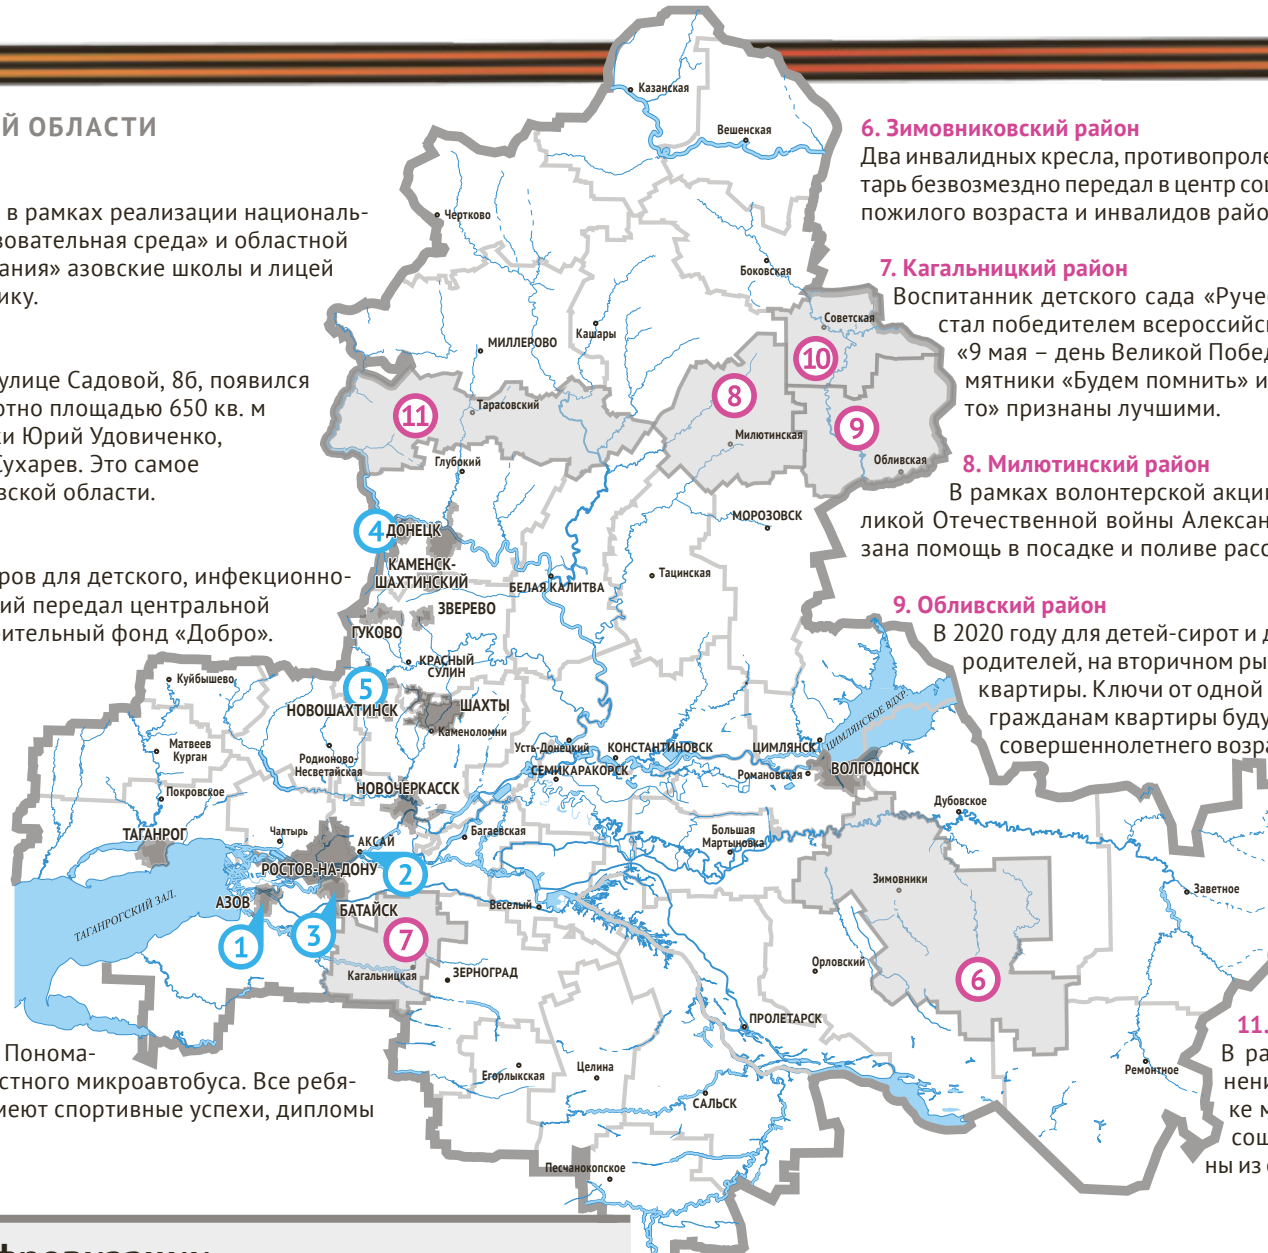 Й ОБЛАСТИ
в рамках реализации националь-
зовательная среда» и областной
ания» азовские школы и лицей
ику.
улице Садовой, 8б, появился
отно площадью 650 кв. м
ки Юрий Удовиченко,
Сухарев. Это самое
вской области.
ров для детского, инфекционно-
ий передал центральной
рительный фонд «Добро».
Понома-
стного микроавтобуса. Все ребя-
меют спортивные успехи, дипломы
6. Зимовниковский район
Два инвалидных кресла, противопроле
тарь безвозмездно передал в центр соц
пожилого возраста и инвалидов райо
7. Кагальницкий район
Воспитанник детского сада «Ручее
стал победителем всероссийск
«9 мая – день Великой Побед
мятники «Будем помнить» и
то» признаны лучшими.
8. Милютинский район
В рамках волонтерской акции
ликой Отечественной войны Алексан
зана помощь в посадке и поливе расс
9. Обливский район
В 2020 году для детей-сирот и д
родителей, на вторичном ры
квартиры. Ключи от одной
гражданам квартиры буду
совершеннолетнего возра
11.
В ра
нени
ке м
сош
ны из
Казанская
Вешенская
Чертково
Боковская
Советская
Кашары
МИЛЛЕРОВО
10
8
11
Тарасовский
9
Милютинская
Обливская
Глубокий
МОРОЗОВСК
4
ДОНЕЦК
КАМЕНСК-
ШАХТИНСКИЙ
БЕЛАЯ КАЛИТВА
Тацинская
ЗВЕРЕВО
ГУКОВО
КРАСНЫЙ
СУЛИН
Куйбышево
5
НОВОШАХТИНСК
ШАХТЫ
Каменоломни
ЦИМЛЯНСКОЕ ВДХР.
Матвеев
Курган
Родионово-
Несветайская
Усть-Донецкий
КОНСТАНТИНОВСК
ЦИМЛЯНСК
СЕМИКАРАКОРСК
Романовская
ВОЛГОДОНСК
Покровское
НОВОЧЕРКАССК
Дубовское
ТАГАНРОГ
Чалтырь
АКСАЙ
Багаевская
Большая
Мартыновка
РОСТОВ-НА-ДОНУ
2
Зимовники
Заветное
АЗОВ
БАТАЙСК
Веселый
ТАГАНРОГСКИЙ ЗАЛ.
1
3
7
Кагальницкая
ЗЕРНОГРАД
Орловский
6
ПРОЛЕТАРСК
Егорлыкская
Целина
Ремонтное
САЛЬСК
Песчанокопское